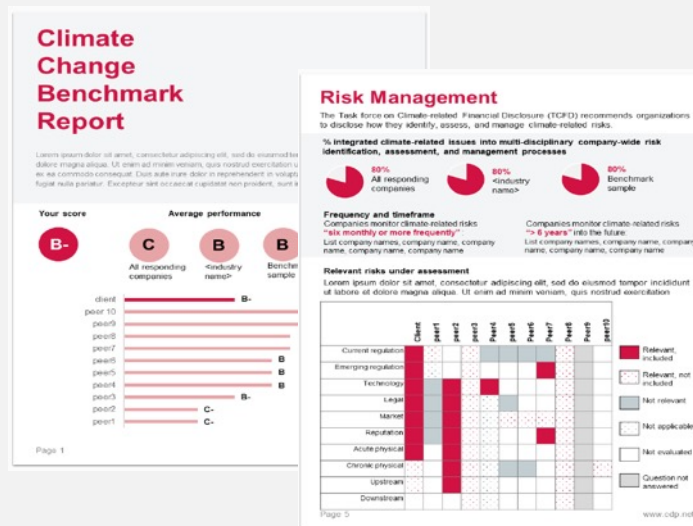 Climate
Change
Benchmark
Report
Lorem ipsum dolor sit amet, consectetur adipiscing elit, sed do eiusmod
dolore magna aliqua. Ut enim ad minim veniam, quis nostrud exercitation
ex ea commodo consequat. Duis aute irure dolor in reprehenderit in
fugiat nulla pariatur. Excepteur sint occaecat cupidatat non proident, sunt
Your score
Average performance
B-
C
B
B
All responding
companies
<industry
name>
sample
client
B-
peer 10
peer9
peer8
peer7
peer6
B
peer5
B
peer4
B
peer3
B-
peer2
C-
peer1
C-
Page 1
Risk Management
The Task force on Climate-related Financial Disclosure (TCFD) recommends organizations
to disclose how they identify, assess, and manage climate-related risks.
% integrated climate-related issues into multi-disciplinary company-wide risk
identification, assessment, and management processes
80%
All responding
companies
80%
<industry
name>
80%
Benchmark
sample
Frequency and timeframe
Companies monitor climate-related risks
"six monthly or more frequently" :
List company names, company name, company
name, company name, company name
Companies monitor climate-related risks
"> 6 years" into the future:
List company names, company name, company
name, company name, company name
Relevant risks under assessment
Lorem ipsum dolor sit amet, consectetur adipiscing elit, sed do eiusmod tempor incididunt
ut labore et dolore magna aliqua. Ut enim ad minim veniam, quis nostrud exercitation
Client
peer1
peer2
peer3
Peer4
peer5
Peer6
Peer7
Peer8
Peer9
peer10
Current regulation
Emerging regulation
Technology
Legal
Market
Reputation
Acute physical
Chronic physical
Upstream
Downstream
Relevant,
included
Relevant, not
included
Not relevant
Not applicable
Not evaluated
Question not
answered
Page 5
www.cdp.net